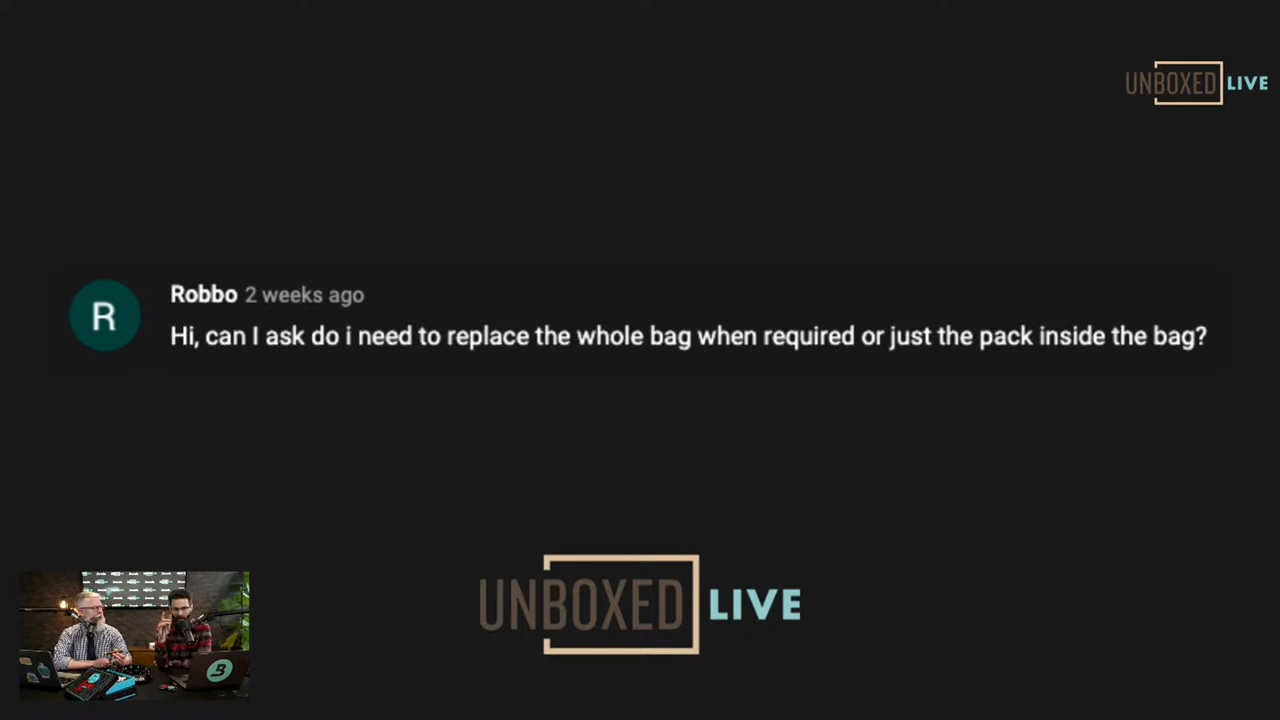 UNBOXED LIVE
R
Robbo 2 weeks ago
Hi, can I ask do i need to replace the whole bag when required or just the pack inside the bag?
UNBOXED LIVE
B